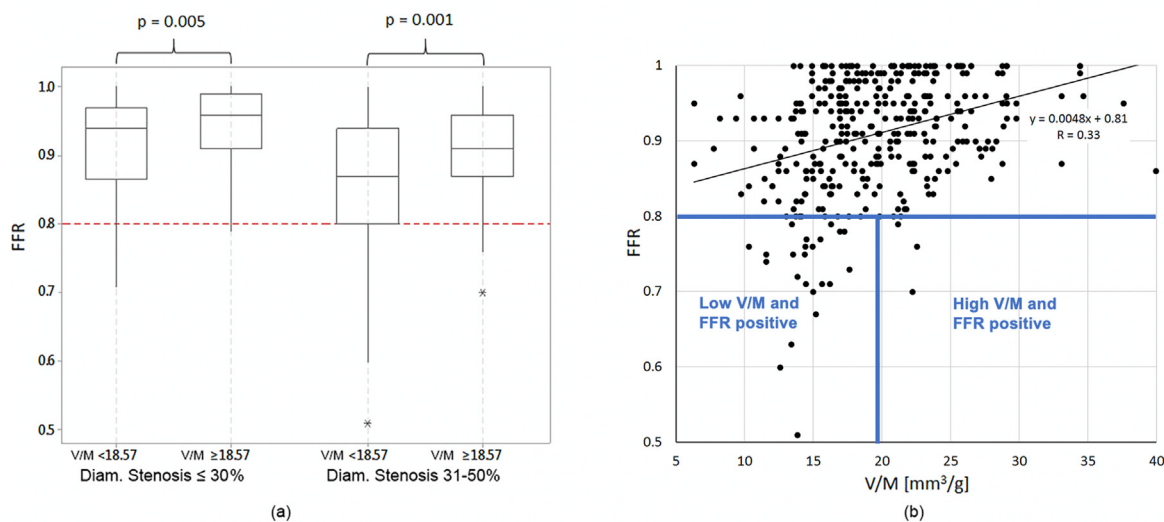 p = 0.005
p = 0.001
1.0
0.9
0.8
0.7
0.6
0.5
FFR
V/M <18.57
V/M ≥18.57
V/M <18.57
V/M ≥18.57
Diam. Stenosis ≤ 30%
Diam. Stenosis 31-50%
(a)
1
0.9
0.8
0.7
0.6
0.5
FFR
y = 0.0048x + 0.81
R = 0.33
Low V/M and
FFR positive
High V/M and
FFR positive
5
10
15
20
25
30
35
40
V/M [mm³/g]
(b)